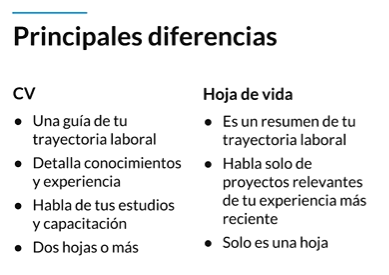 Principales diferencias
CV
● Una guía de tu
trayectoria laboral
● Detalla conocimientos
y experiencia
● Habla de tus estudios
y capacitación
● Dos hojas o más
Hoja de vida
● Es un resumen de tu
trayectoria laboral
● Habla solo de
proyectos relevantes
de tu experiencia más
reciente
● Solo es una hoja